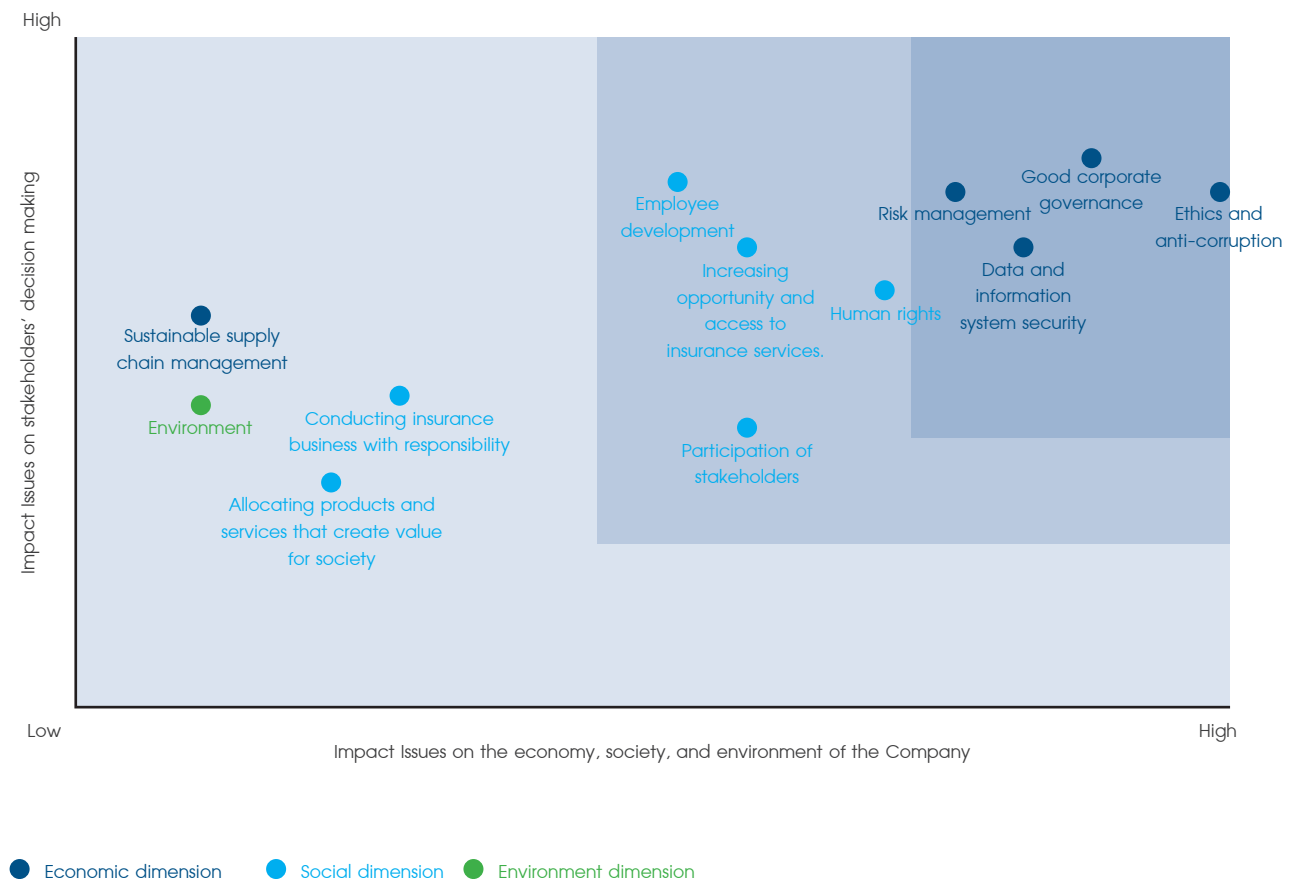 High
Impact Issues on stakeholders’ decision making
Good corporate
governance
Employee
development
Risk management
Ethics and
anti-corruption
Increasing
opportunity and
access to
insurance services.
Human rights
Data and
information
system security
Sustainable supply
chain management
Environment
Conducting insurance
business with responsibility
Participation of
stakeholders
Allocating products and
services that create value
for society
Low
High
Impact Issues on the economy, society, and environment of the Company
Economic dimension
Social dimension
Environment dimension